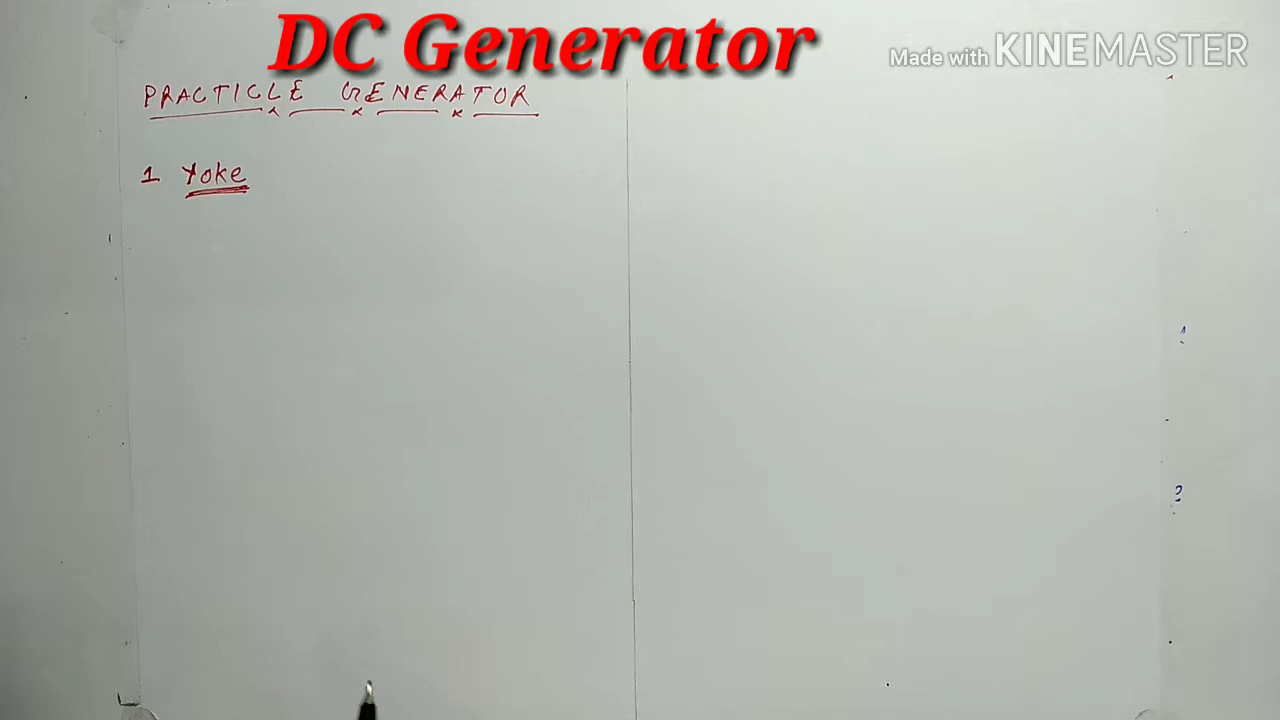 DC Generator
Made with KINEMASTER
PRACTICLE GENERATOR
1 Yoke